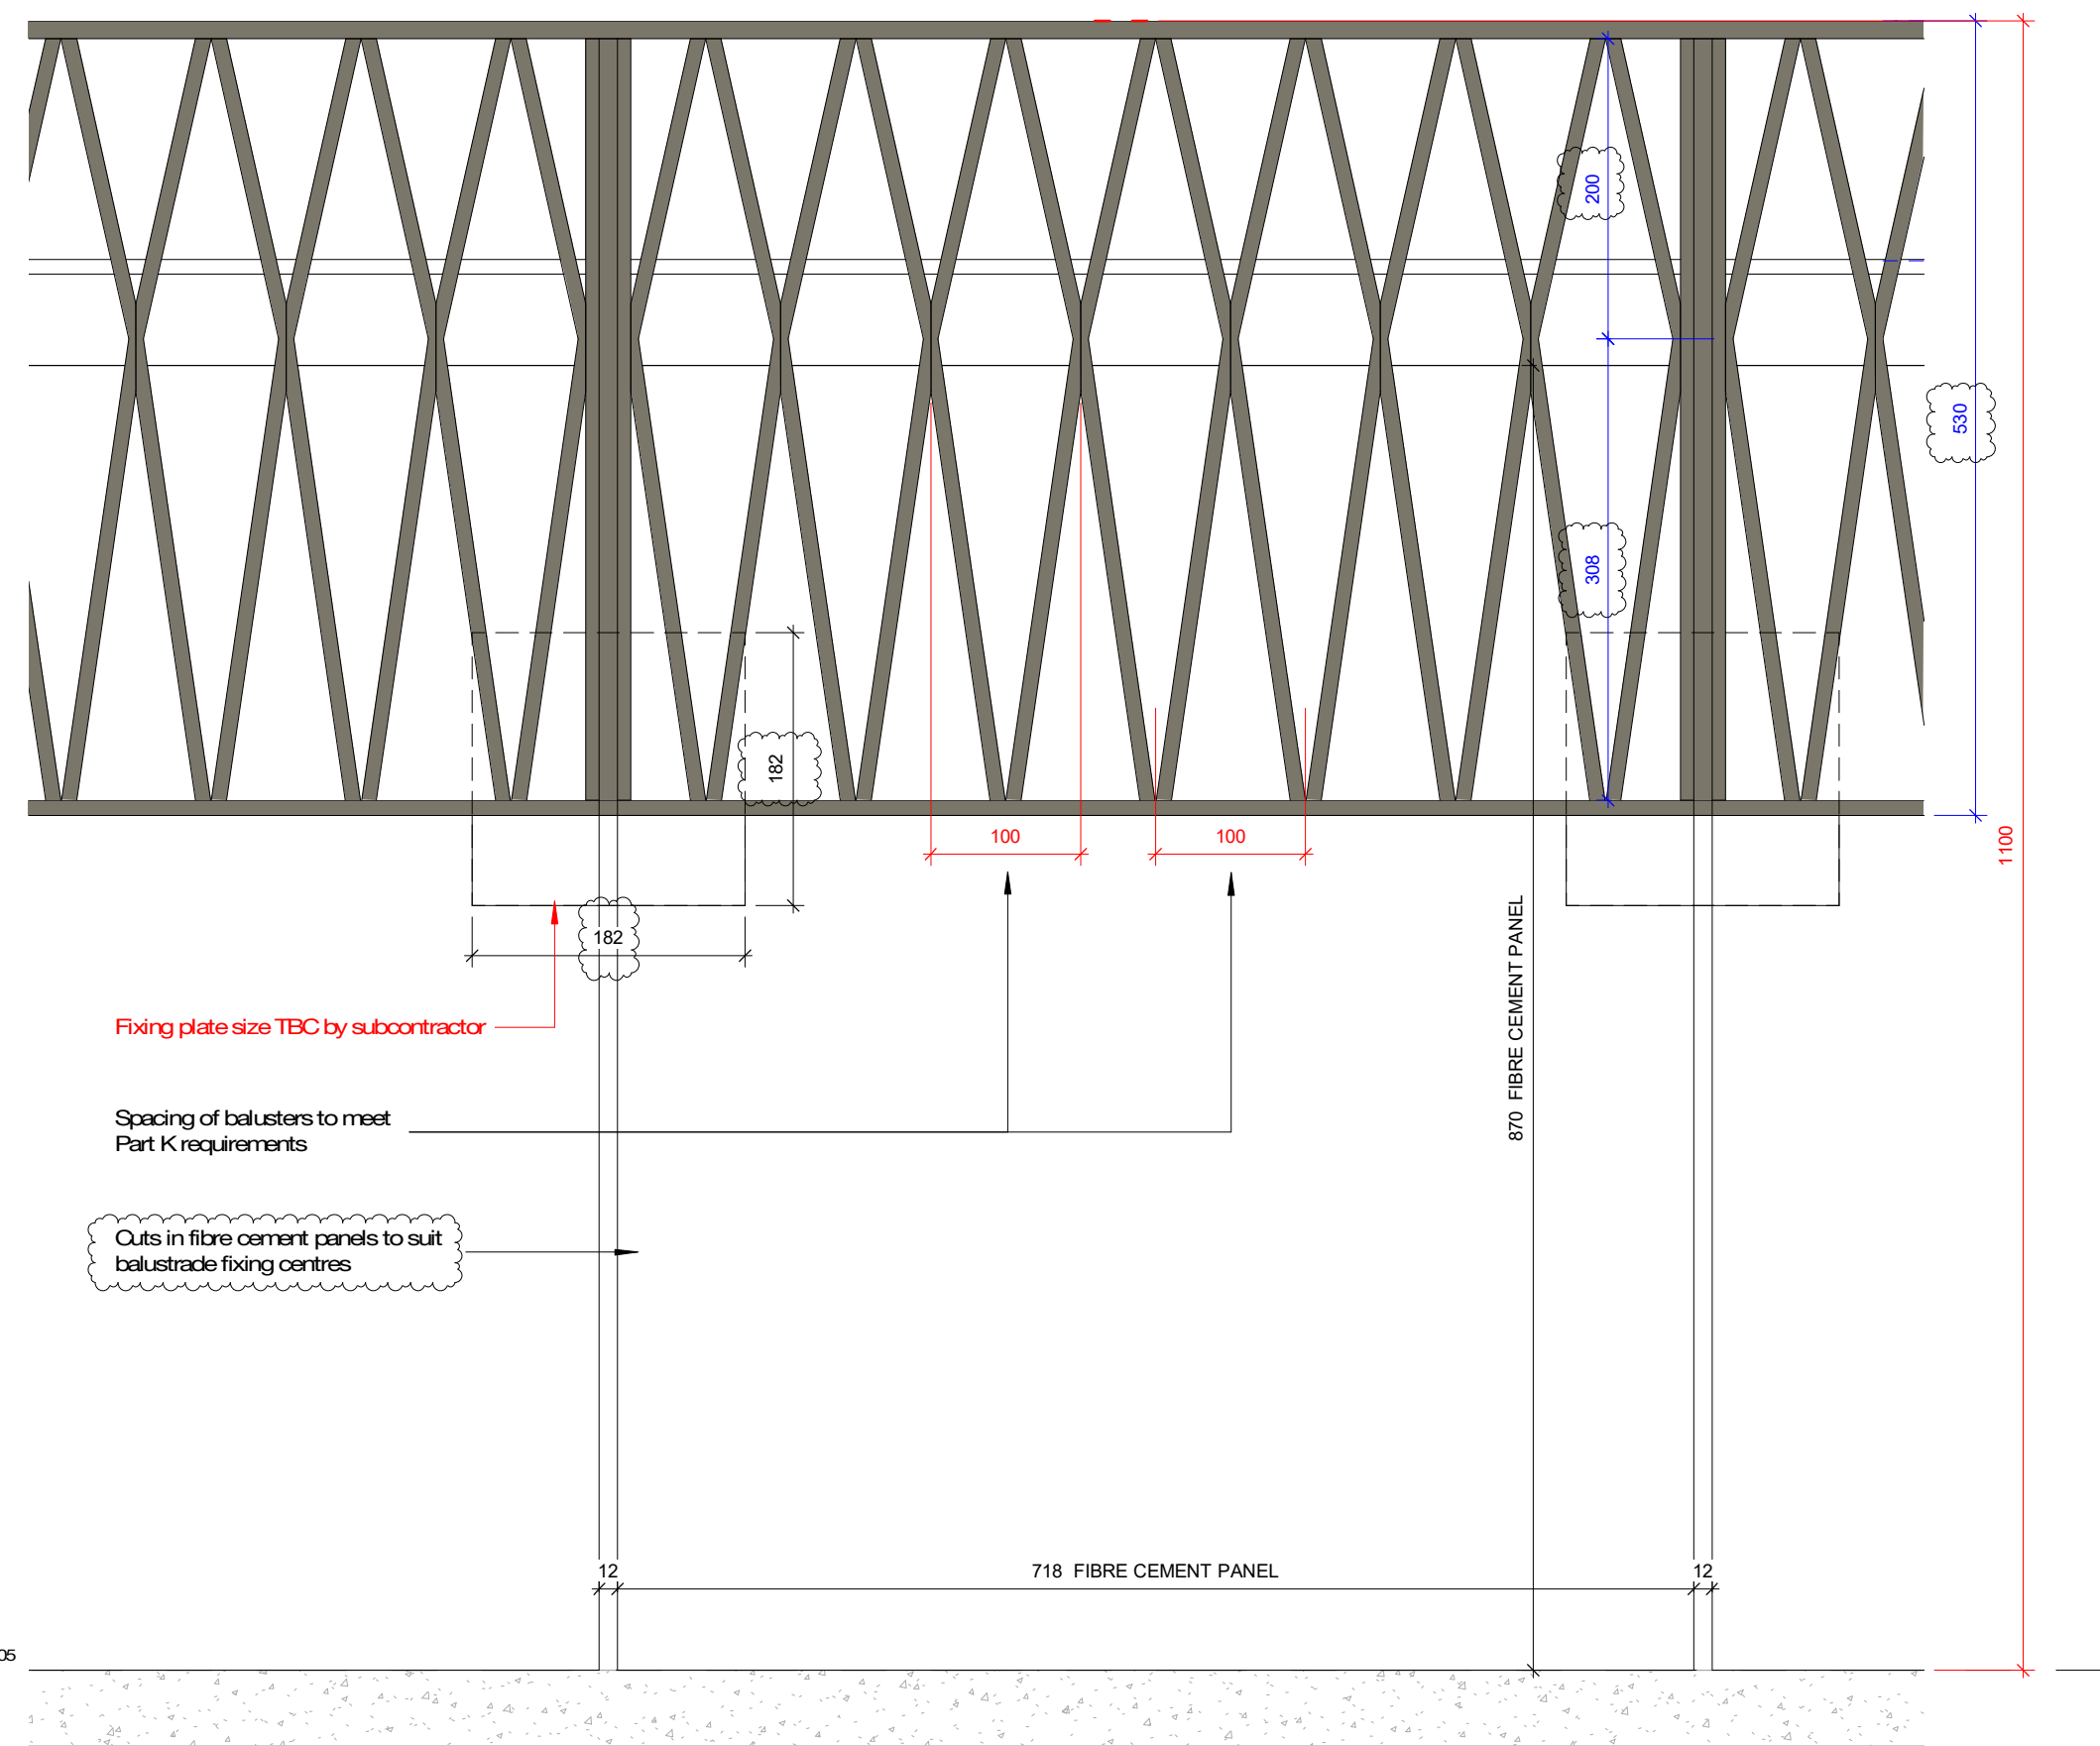 200
530
308
182
100
100
1100
182
870 FIBRE CEMENT PANEL
Fixing plate size TBC by subcontractor
Spacing of balusters to meet
Part K requirements
Cuts in fibre cement panels to suit
balustrade fixing centres
12
718 FIBRE CEMENT PANEL
12
05